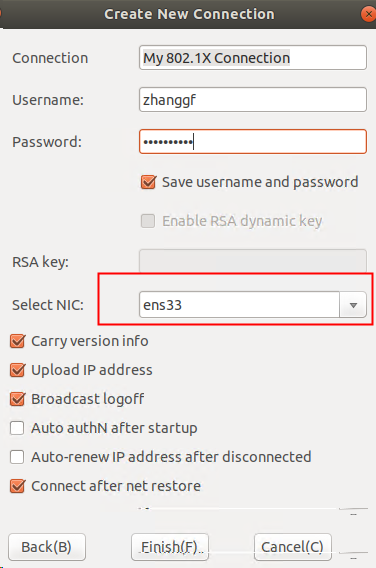 Create New Connection
Connection My 802.1X Connection
Username: zhanggf
Password: ••••••••••
Save username and password
Enable RSA dynamic key
RSA key:
Select NIC: ens33
Carry version info
Upload IP address
Broadcast logoff
Auto authN after startup
Auto-renew IP address after disconnected
Connect after net restore
Back(B) Finish(F) Cancel(C)